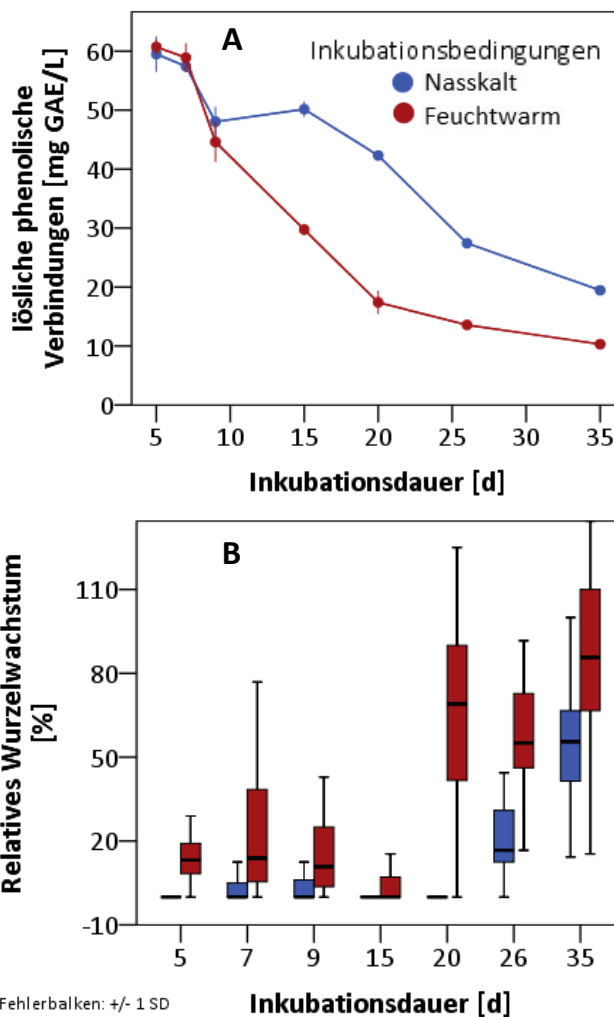 A
Inkubationsbedingungen
Nasskalt
Feuchtwarm
lösliche phenolische
Verbindungen [mg GAE/L]
60
50
40
30
20
10
0
5 10 15 20 25 30 35
Inkubationsdauer [d]
B
Relatives Wurzelwachstum
[%]
110
80
50
20
-10
5 7 9 15 20 26 35
Fehlerbalken: +/- 1 SD
Inkubationsdauer [d]